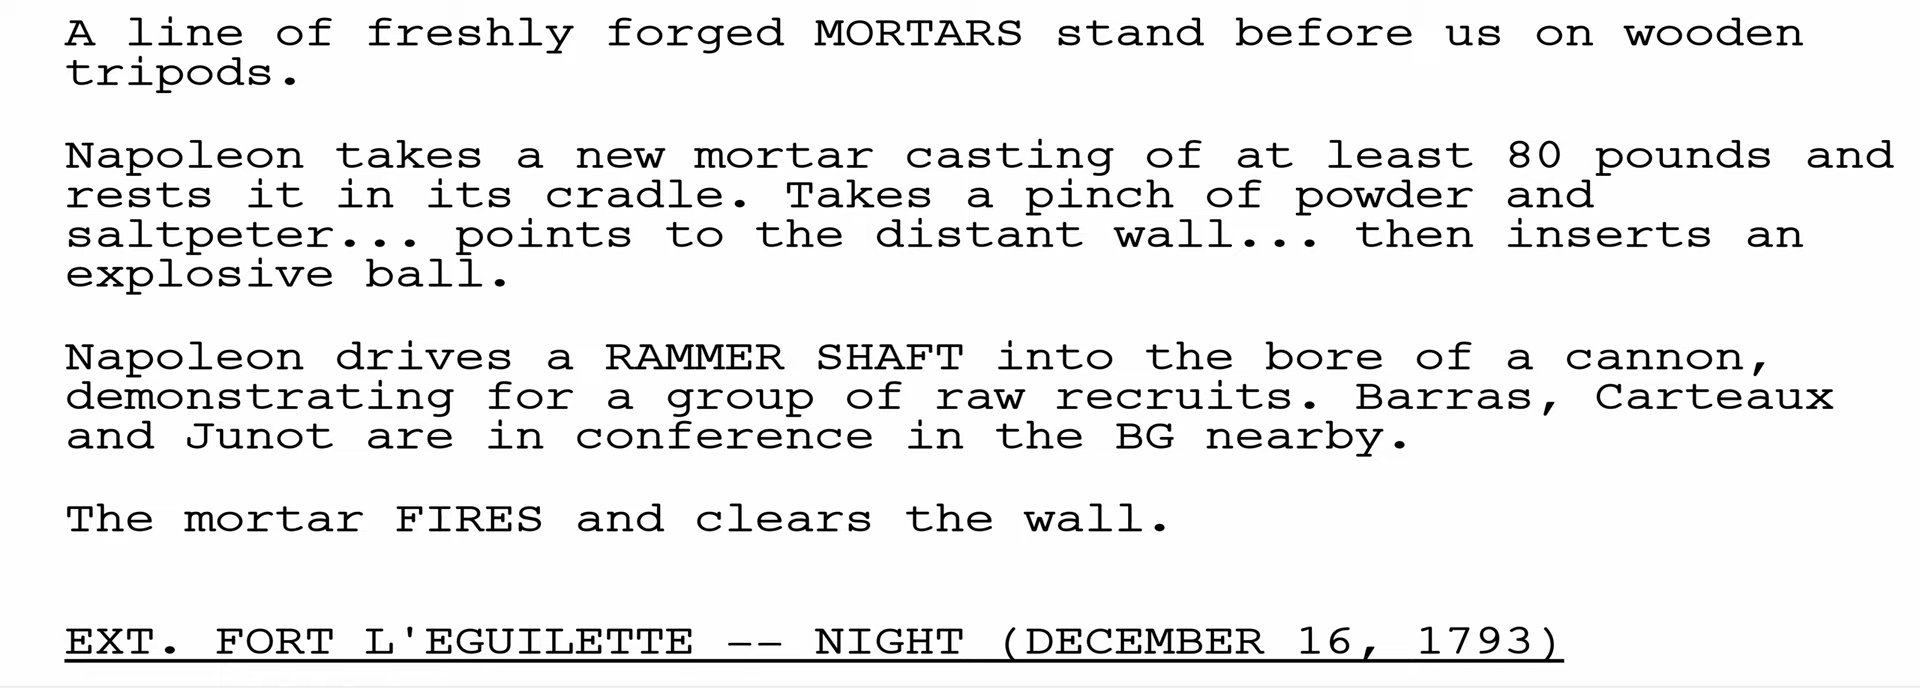 A line of freshly forged MORTARS stand before us on wooden
tripods.
Napoleon takes a new mortar casting of at least 80 pounds and
rests it in its cradle. Takes a pinch of powder and
saltpeter... points to the distant wall... then inserts an
explosive ball.
Napoleon drives a RAMMER SHAFT into the bore of a cannon,
demonstrating for a group of raw recruits. Barras, Carteaux
and Junot are in conference in the BG nearby.
The mortar FIRES and clears the wall.
EXT. FORT L'EGUILETTE -- NIGHT (DECEMBER 16, 1793)